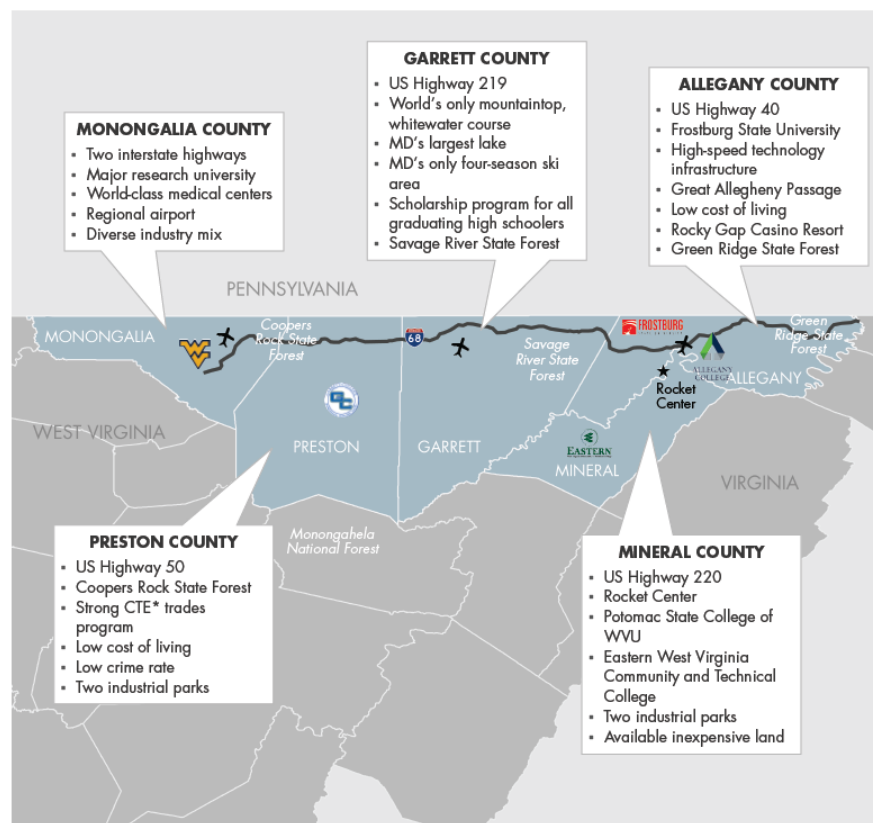 GARRETT COUNTY
▪ US Highway 219
▪ World's only mountaintop,
whitewater course
▪ MD's largest lake
▪ MD's only four-season ski
area
▪ Scholarship program for all
graduating high schoolers
▪ Savage River State Forest
ALLEGANY COUNTY
▪ US Highway 40
▪ Frostburg State University
▪ High-speed technology
infrastructure
▪ Great Allegheny Passage
▪ Low cost of living
▪ Rocky Gap Casino Resort
▪ Green Ridge State Forest
MONONGALIA COUNTY
▪ Two interstate highways
▪ Major research university
▪ World-class medical centers
▪ Regional airport
▪ Diverse industry mix
PENNSYLVANIA
MONONGALIA
WV
Coopers
Rock State
Forest
68
Savage
River State
Forest
FROSTBURG
Green
Ridge State
Forest
ALLEGANY
COLLEGE
ALLEGANY
Rocket
Center
WEST VIRGINIA
PRESTON
GARRETT
EASTERN
MINERAL
VIRGINIA
Monongahela
National Forest
PRESTON COUNTY
▪ US Highway 50
▪ Coopers Rock State Forest
▪ Strong CTE* trades
program
▪ Low cost of living
▪ Low crime rate
▪ Two industrial parks
MINERAL COUNTY
▪ US Highway 220
▪ Rocket Center
▪ Potomac State College of
WVU
▪ Eastern West Virginia
Community and Technical
College
▪ Two industrial parks
▪ Available inexpensive land